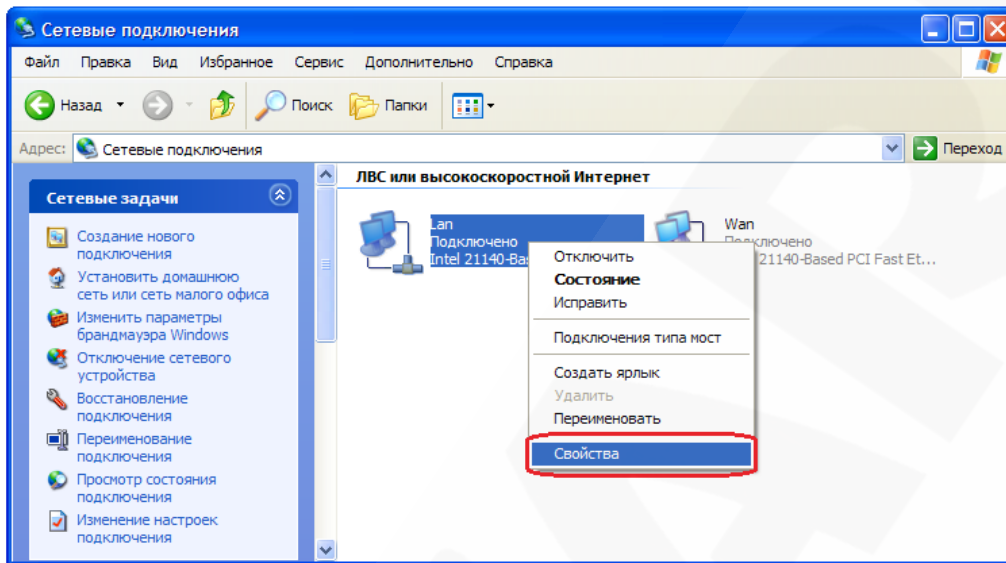 Сетевые подключения
Файл Правка Вид Избранное Сервис Дополнительно Справка
Назад Поиск Папки
Адрес: Сетевые подключения Переход
Сетевые задачи
Создание нового
подключения
Установить домашнюю
сеть или сеть малого офиса
Изменить параметры
брандмауэра Windows
Отключение сетевого
устройства
Восстановление
подключения
Переименование
подключения
Просмотр состояния
подключения
Изменение настроек
подключения
ЛВС или высокоскоростной Интернет
Lan
Подключено
Intel 21140-Bas
Wan
Подключено
21140-Based PCI Fast Et...
Отключить
Состояние
Исправить
Подключения типа мост
Создать ярлык
Удалить
Переименовать
Свойства